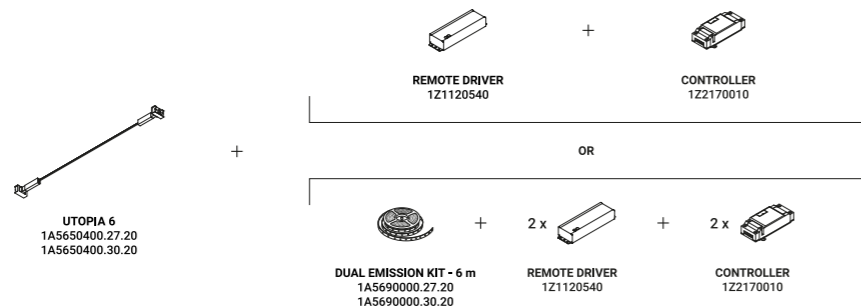 +
REMOTE DRIVER
1Z1120540
CONTROLLER
1Z2170010
+
UTOPIA 6
1A5650400.27.20
1A5650400.30.20
OR
+
2 x
+
2 x
DUAL EMISSION KIT - 6 m
1A5690000.27.20
1A5690000.30.20
REMOTE DRIVER
1Z1120540
CONTROLLER
1Z2170010